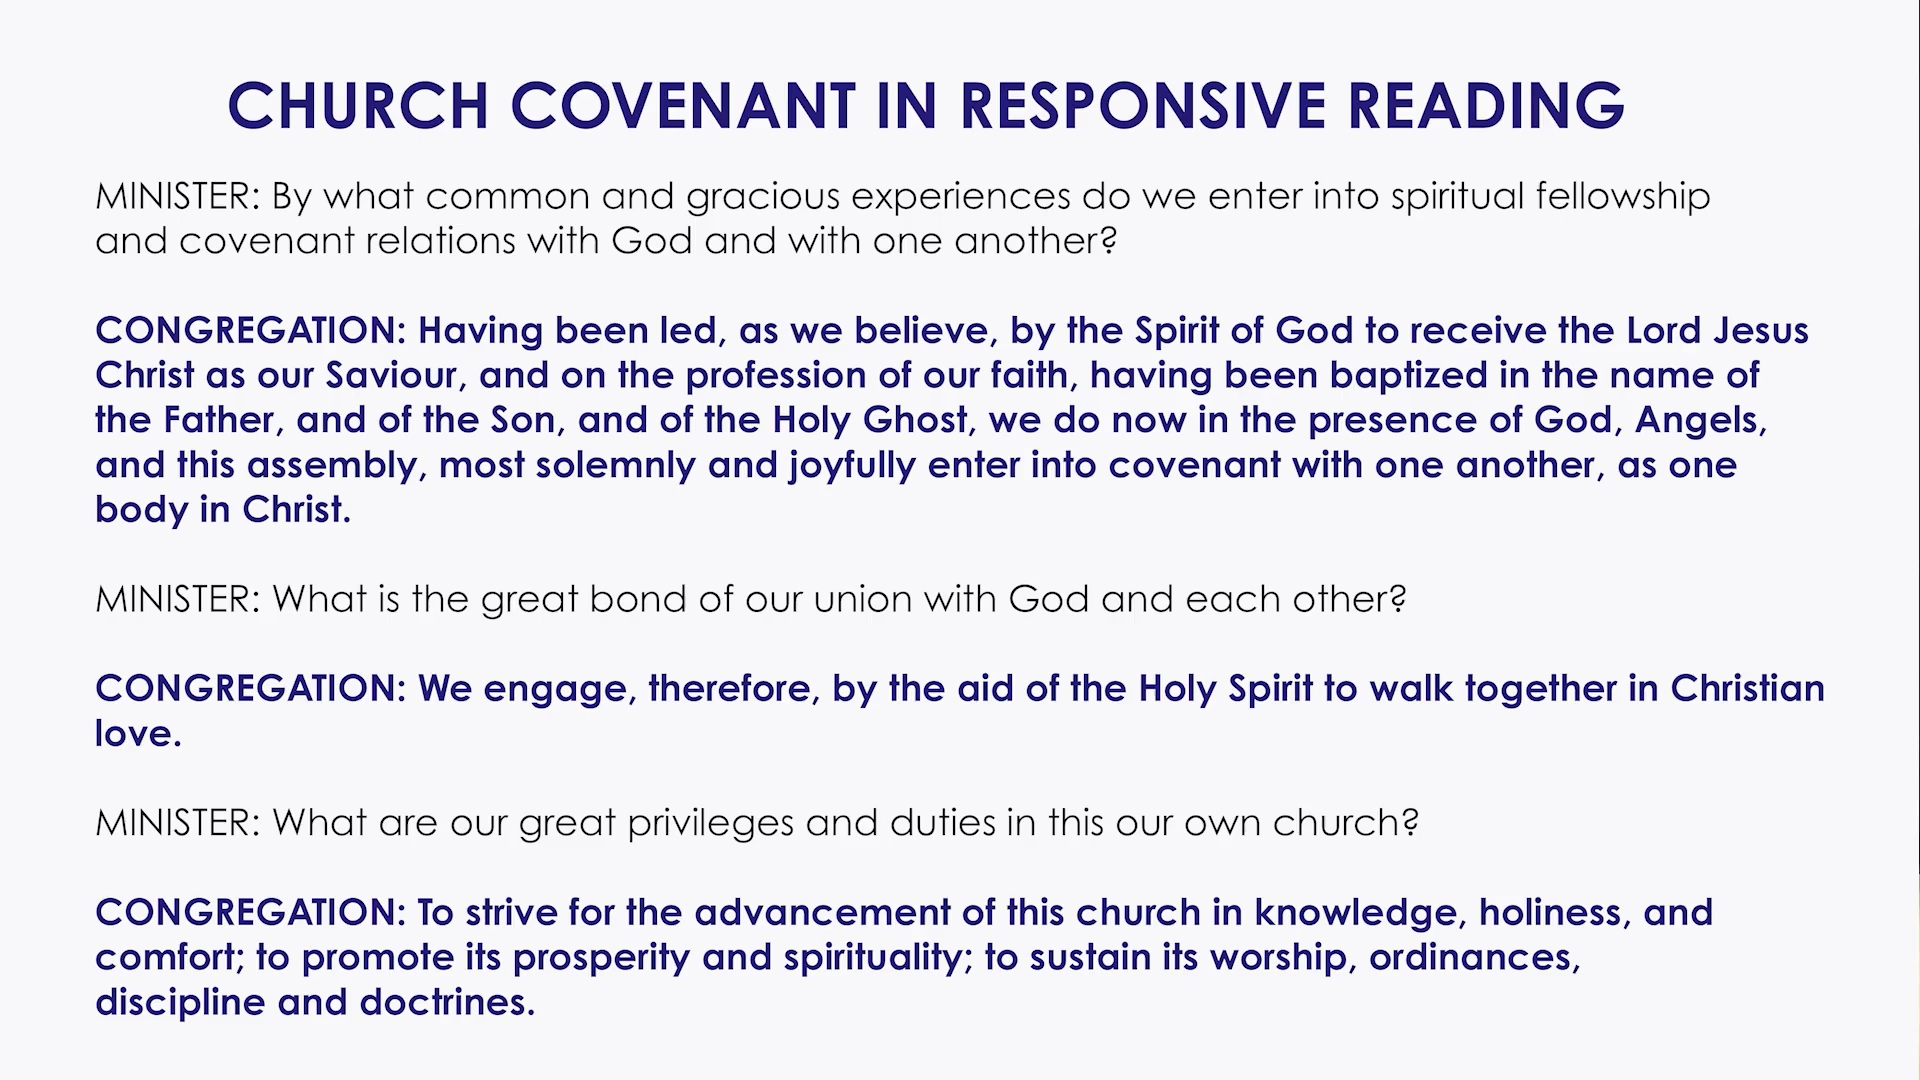 CHURCH COVENANT IN RESPONSIVE READING
MINISTER: By what common and gracious experiences do we enter into spiritual fellowship
and covenant relations with God and with one another?
CONGREGATION: Having been led, as we believe, by the Spirit of God to receive the Lord Jesus
Christ as our Saviour, and on the profession of our faith, having been baptized in the name of
the Father, and of the Son, and of the Holy Ghost, we do now in the presence of God, Angels,
and this assembly, most solemnly and joyfully enter into covenant with one another, as one
body in Christ.
MINISTER: What is the great bond of our union with God and each other?
CONGREGATION: We engage, therefore, by the aid of the Holy Spirit to walk together in Christian
love.
MINISTER: What are our great privileges and duties in this our own church?
CONGREGATION: To strive for the advancement of this church in knowledge, holiness, and
comfort; to promote its prosperity and spirituality; to sustain its worship, ordinances,
discipline and doctrines.